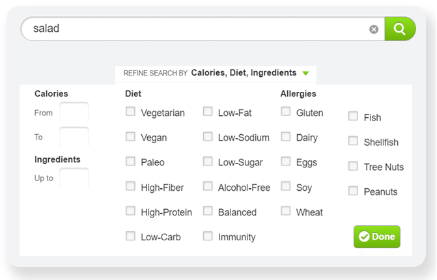 salad
REFINE SEARCH BY Calories, Diet, Ingredients
Calories
From
To
Ingredients
Up to
Diet
Vegetarian
Vegan
Paleo
High-Fiber
High-Protein
Low-Carb
Low-Fat
Low-Sodium
Low-Sugar
Alcohol-Free
Balanced
Immunity
Allergies
Gluten
Dairy
Eggs
Soy
Wheat
Fish
Shellfish
Tree Nuts
Peanuts
Done